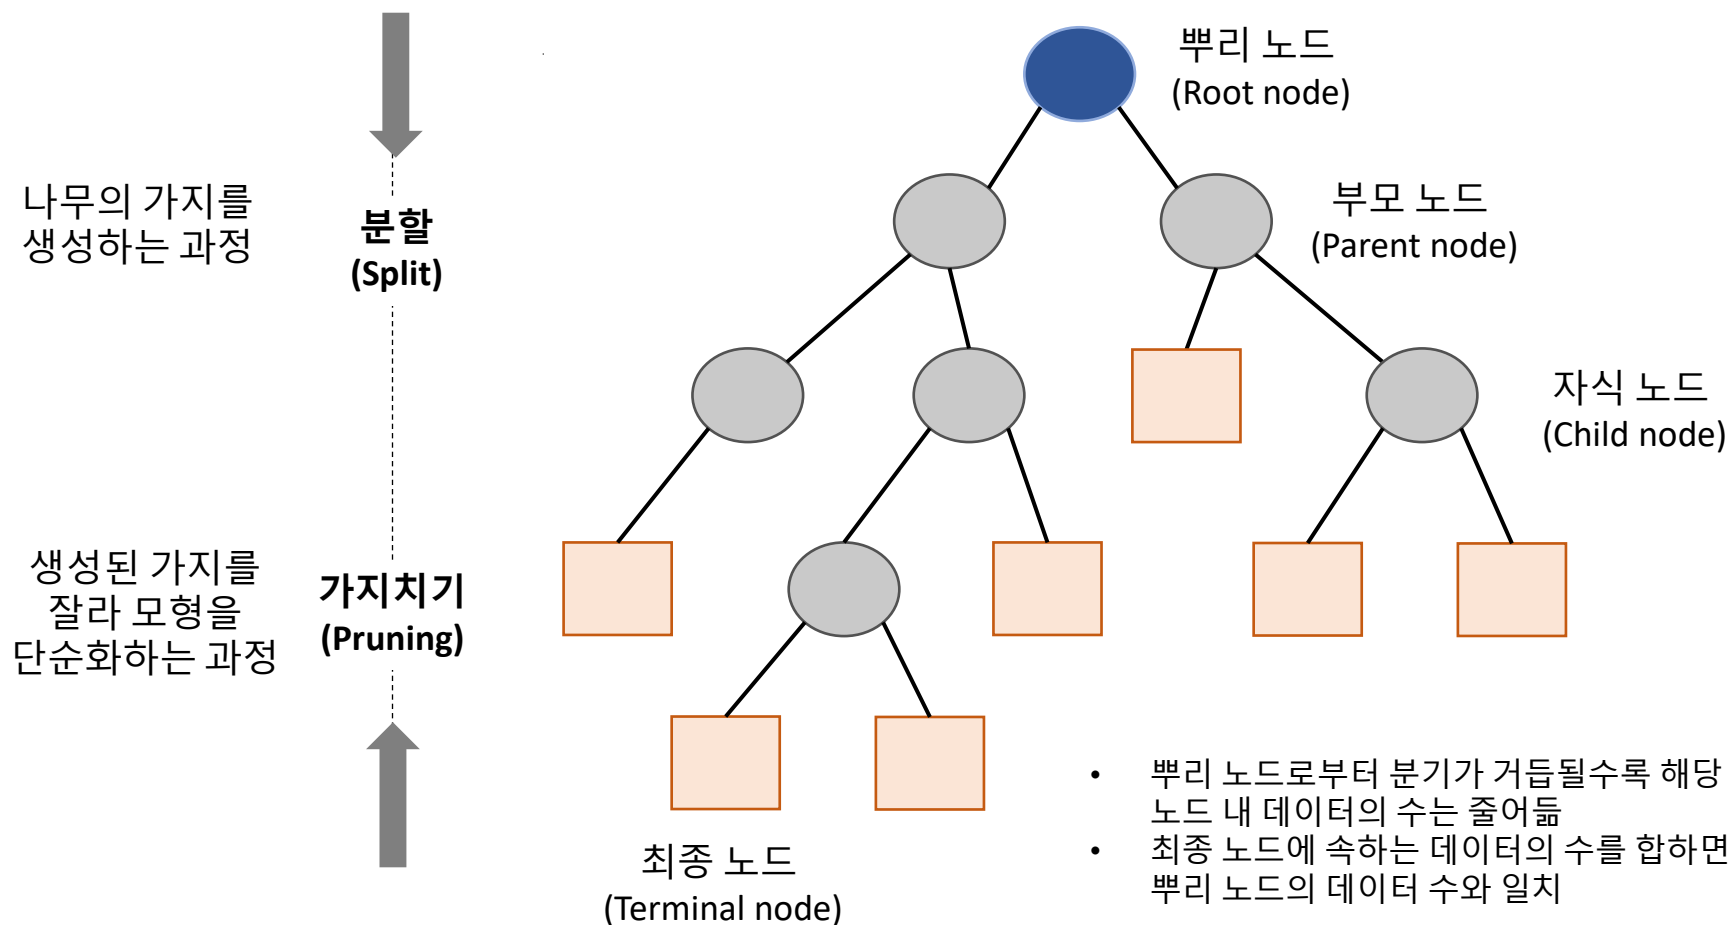 뿌리 노드
(Root node)
나무의 가지를
생성하는 과정
분할
(Split)
부모 노드
(Parent node)
자식 노드
(Child node)
생성된 가지를
잘라 모형을
단순화하는 과정
가지치기
(Pruning)
최종 노드
(Terminal node)
• 뿌리 노드로부터 분기가 거듭될수록 해당
노드 내 데이터의 수는 줄어듦
• 최종 노드에 속하는 데이터의 수를 합하면
뿌리 노드의 데이터 수와 일치